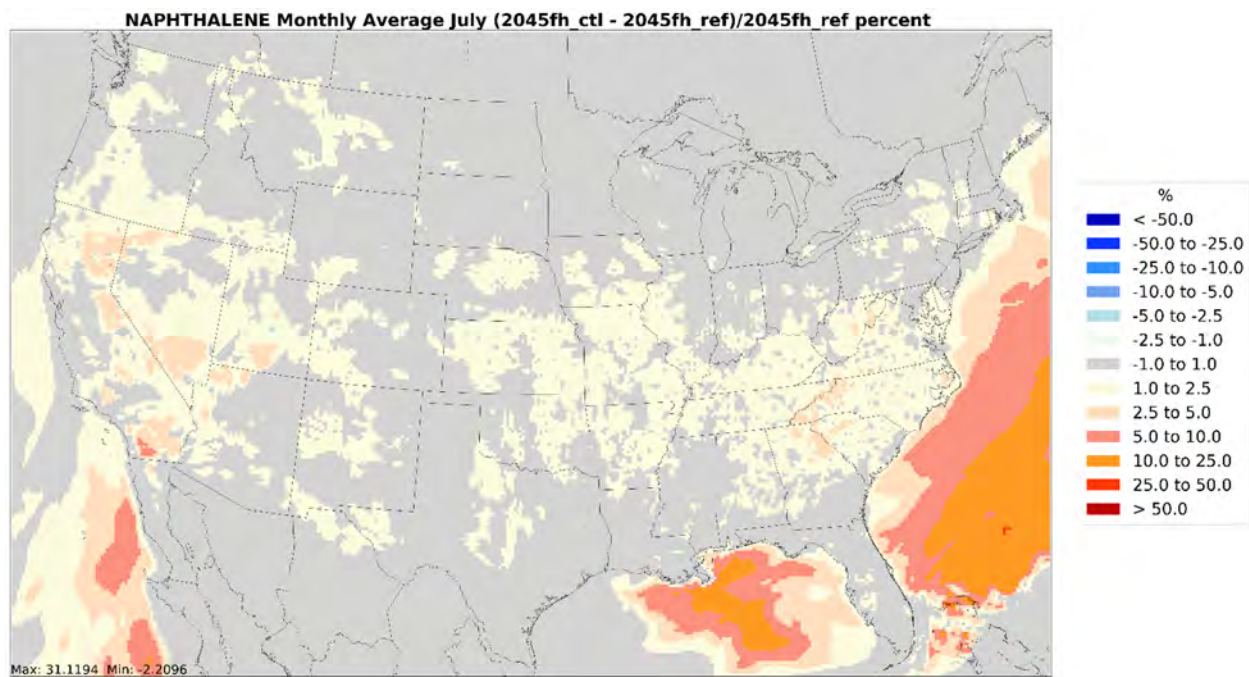 NAPHTHALENE Monthly Average July (2045fh_ctl - 2045fh_ref)/2045fh_ref percent
%
< -50.0
-50.0 to -25.0
-25.0 to -10.0
-10.0 to -5.0
-5.0 to -2.5
-2.5 to -1.0
-1.0 to 1.0
1.0 to 2.5
2.5 to 5.0
5.0 to 10.0
10.0 to 25.0
25.0 to 50.0
> 50.0
Max: 31.1194 Min: -2.2096